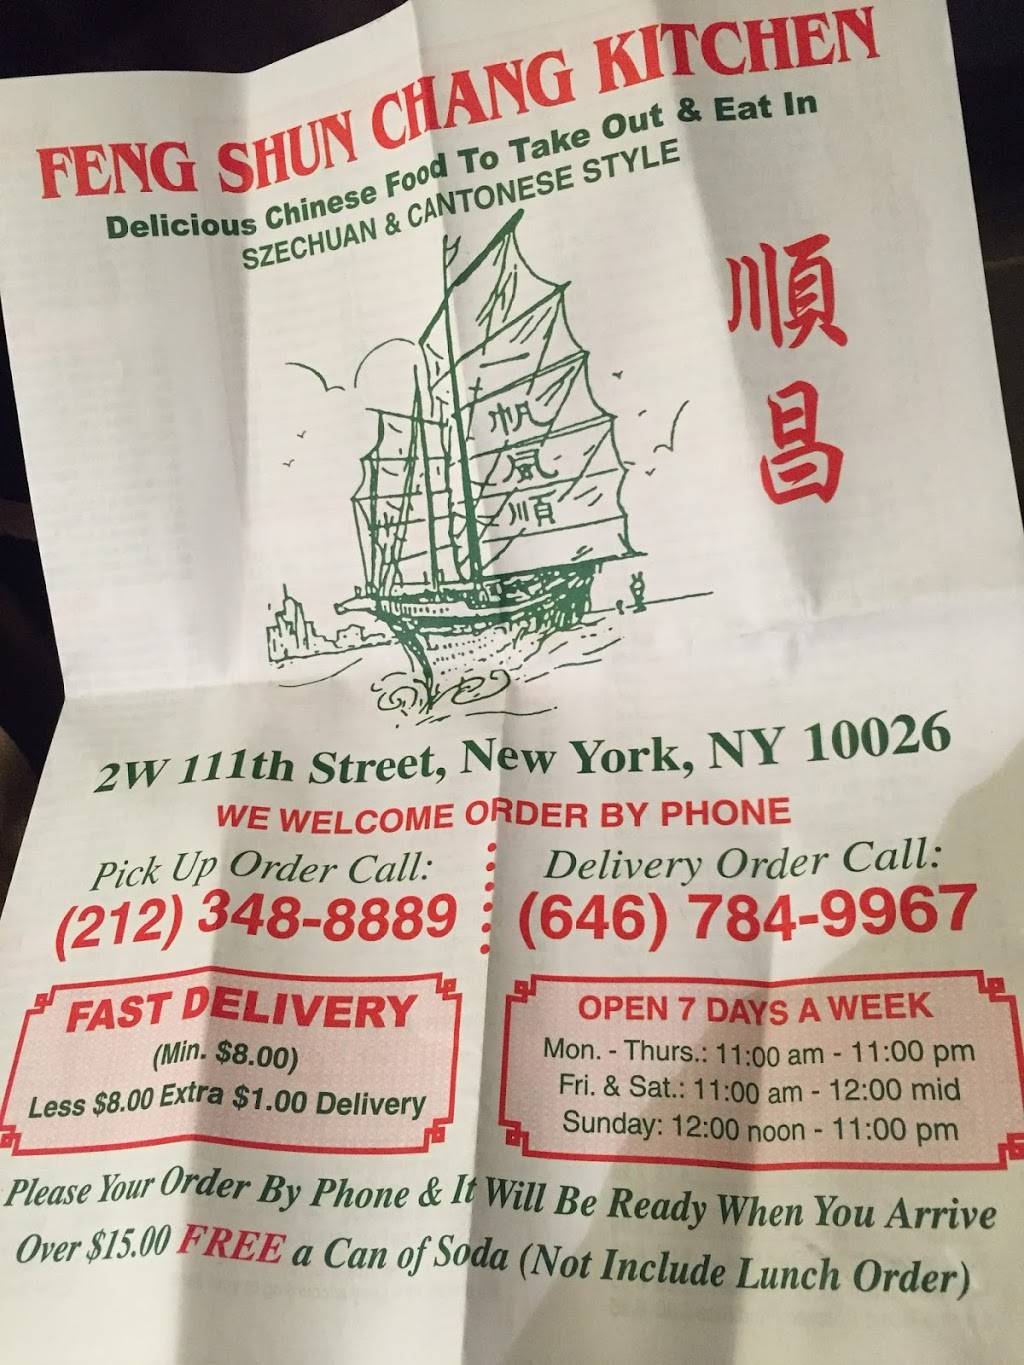 FENG SHUN CHANG KITCHEN
Delicious Chinese Food To Take Out & Eat In
SZECHUAN & CANTONESE STYLE
順
昌
帆
風
順
2W 111th Street, New York, NY 10026
WE WELCOME ORDER BY PHONE
Pick Up Order Call:
(212) 348-8889
Delivery Order Call:
(646) 784-9967
FAST DELIVERY
(Min. $8.00)
Less $8.00 Extra $1.00 Delivery
OPEN 7 DAYS A WEEK
Mon. - Thurs.: 11:00 am - 11:00 pm
Fri. & Sat.: 11:00 am - 12:00 mid
Sunday: 12:00 noon - 11:00 pm
Please Your Order By Phone & It Will Be Ready When You Arrive
Over $15.00 FREE a Can of Soda (Not Include Lunch Order)